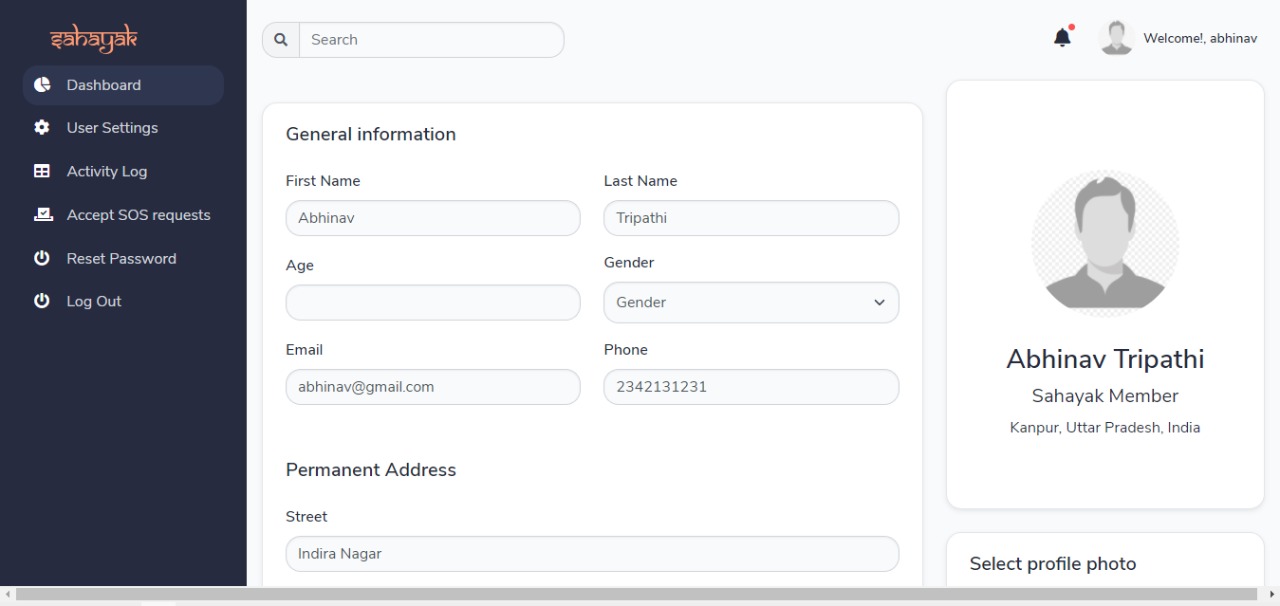 sahayak
Dashboard
User Settings
Activity Log
Accept SOS requests
Reset Password
Log Out
Search
Welcome!, abhinav
General information
First Name
Last Name
Abhinav
Tripathi
Age
Gender
Gender
Email
Phone
abhinav@gmail.com
2342131231
Permanent Address
Street
Indira Nagar
Abhinav Tripathi
Sahayak Member
Kanpur, Uttar Pradesh, India
Select profile photo